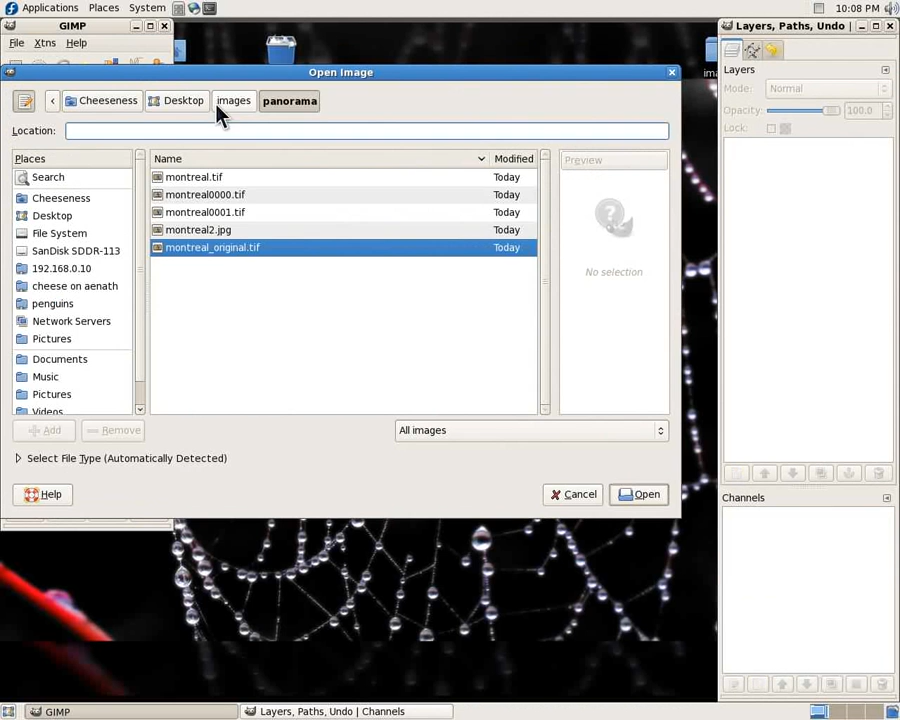 Applications Places System 10:08 PM
GIMP
Layers, Paths, Undo
File Xtns Help
Open Image
Cheeseness Desktop images panorama
Location:
Places
Search
Cheeseness
Desktop
File System
SanDisk SDDR-113
192.168.0.10
cheese on aenath
penguins
Network Servers
Pictures
Documents
Music
Pictures
Videos
Name Modified
montreal.tif Today
montreal0000.tif Today
montreal0001.tif Today
montreal2.jpg Today
montreal_original.tif Today
Preview
No selection
Add Remove
All images
Select File Type (Automatically Detected)
Help Cancel Open
Layers
Mode: Normal
Opacity: 100.0
Lock:
Channels
GIMP Layers, Paths, Undo | Channels